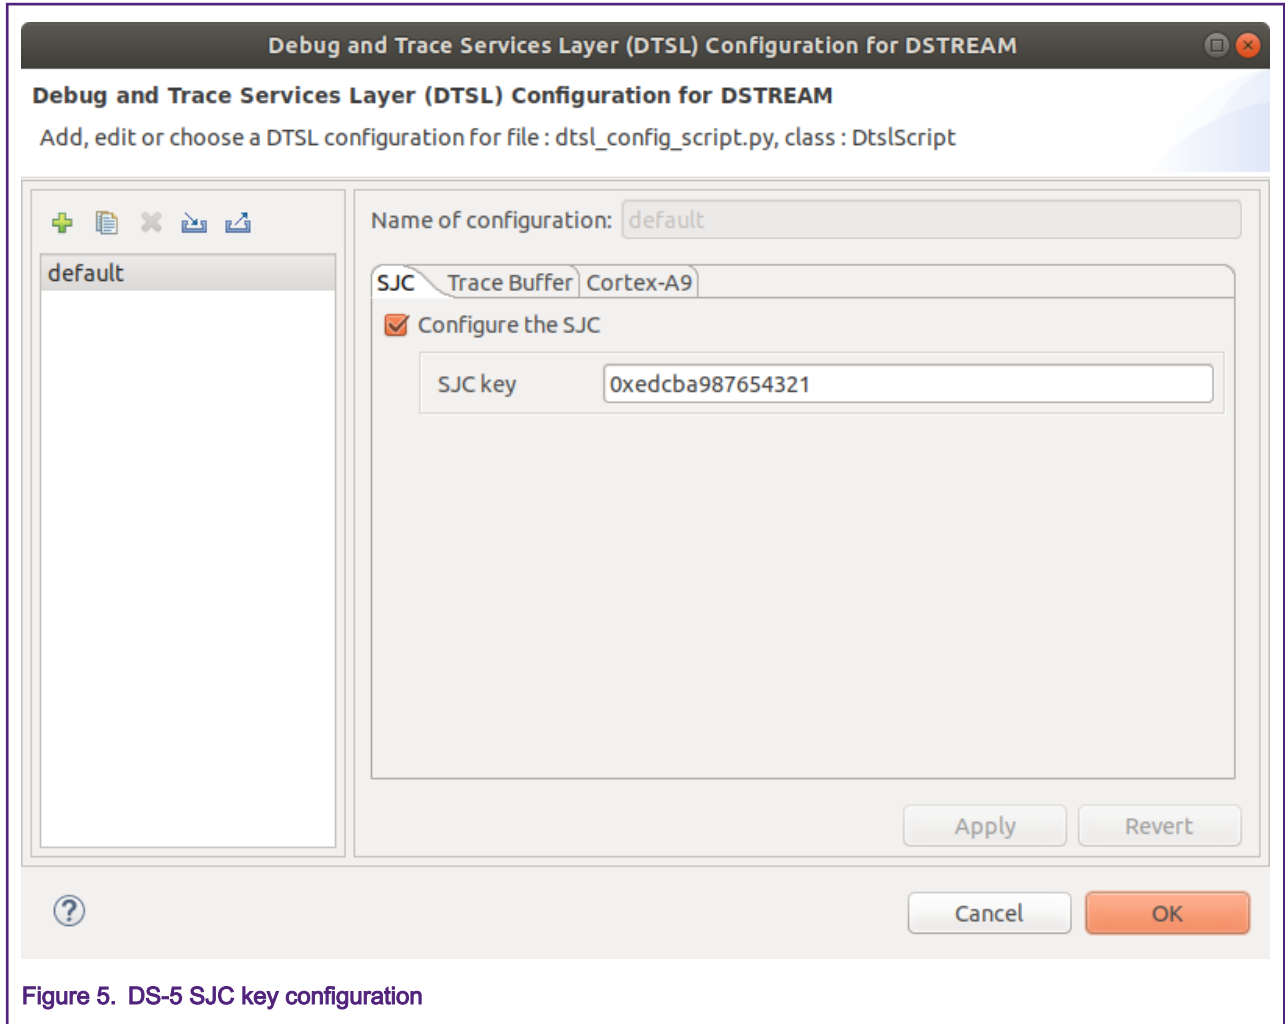 Debug and Trace Services Layer (DTSL) Configuration for DSTREAM
Debug and Trace Services Layer (DTSL) Configuration for DSTREAM
Add, edit or choose a DTSL configuration for file : dtsl_config_script.py, class : DtslScript
Name of configuration: default
default
SJC Trace Buffer Cortex-A9
Configure the SJC
SJC key 0xedcba987654321
Apply Revert
Cancel OK
Figure 5. DS-5 SJC key configuration